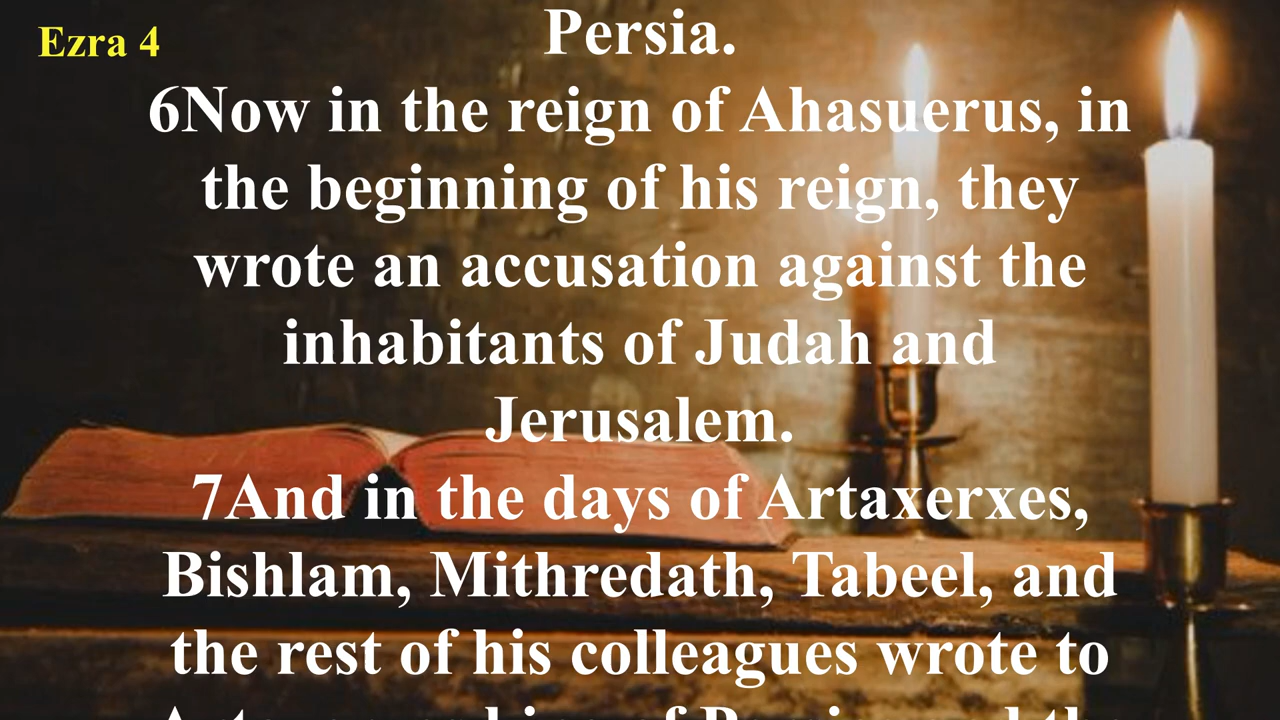 Ezra 4
Persia.
6Now in the reign of Ahasuerus, in
the beginning of his reign, they
wrote an accusation against the
inhabitants of Judah and
Jerusalem.
7And in the days of Artaxerxes,
Bishlam, Mithredath, Tabeel, and
the rest of his colleagues wrote to